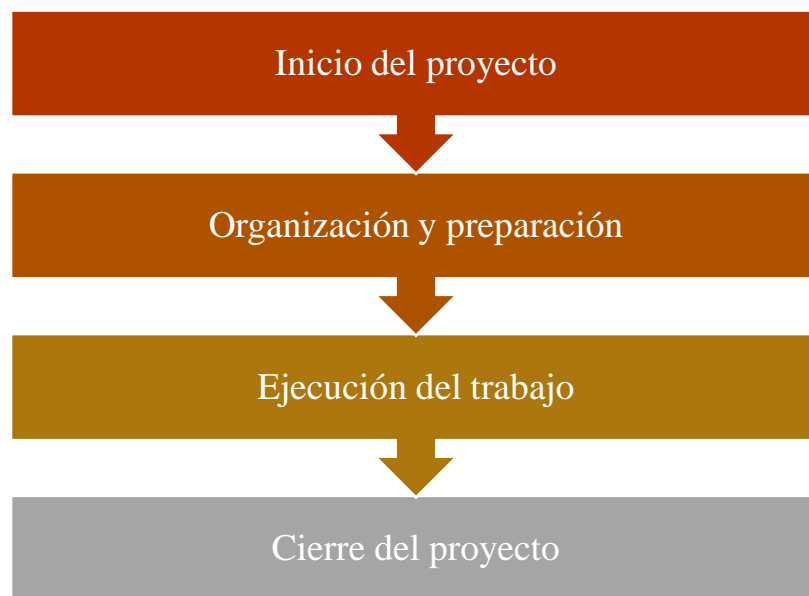 Inicio del proyecto
Organización y preparación
Ejecución del trabajo
Cierre del proyecto